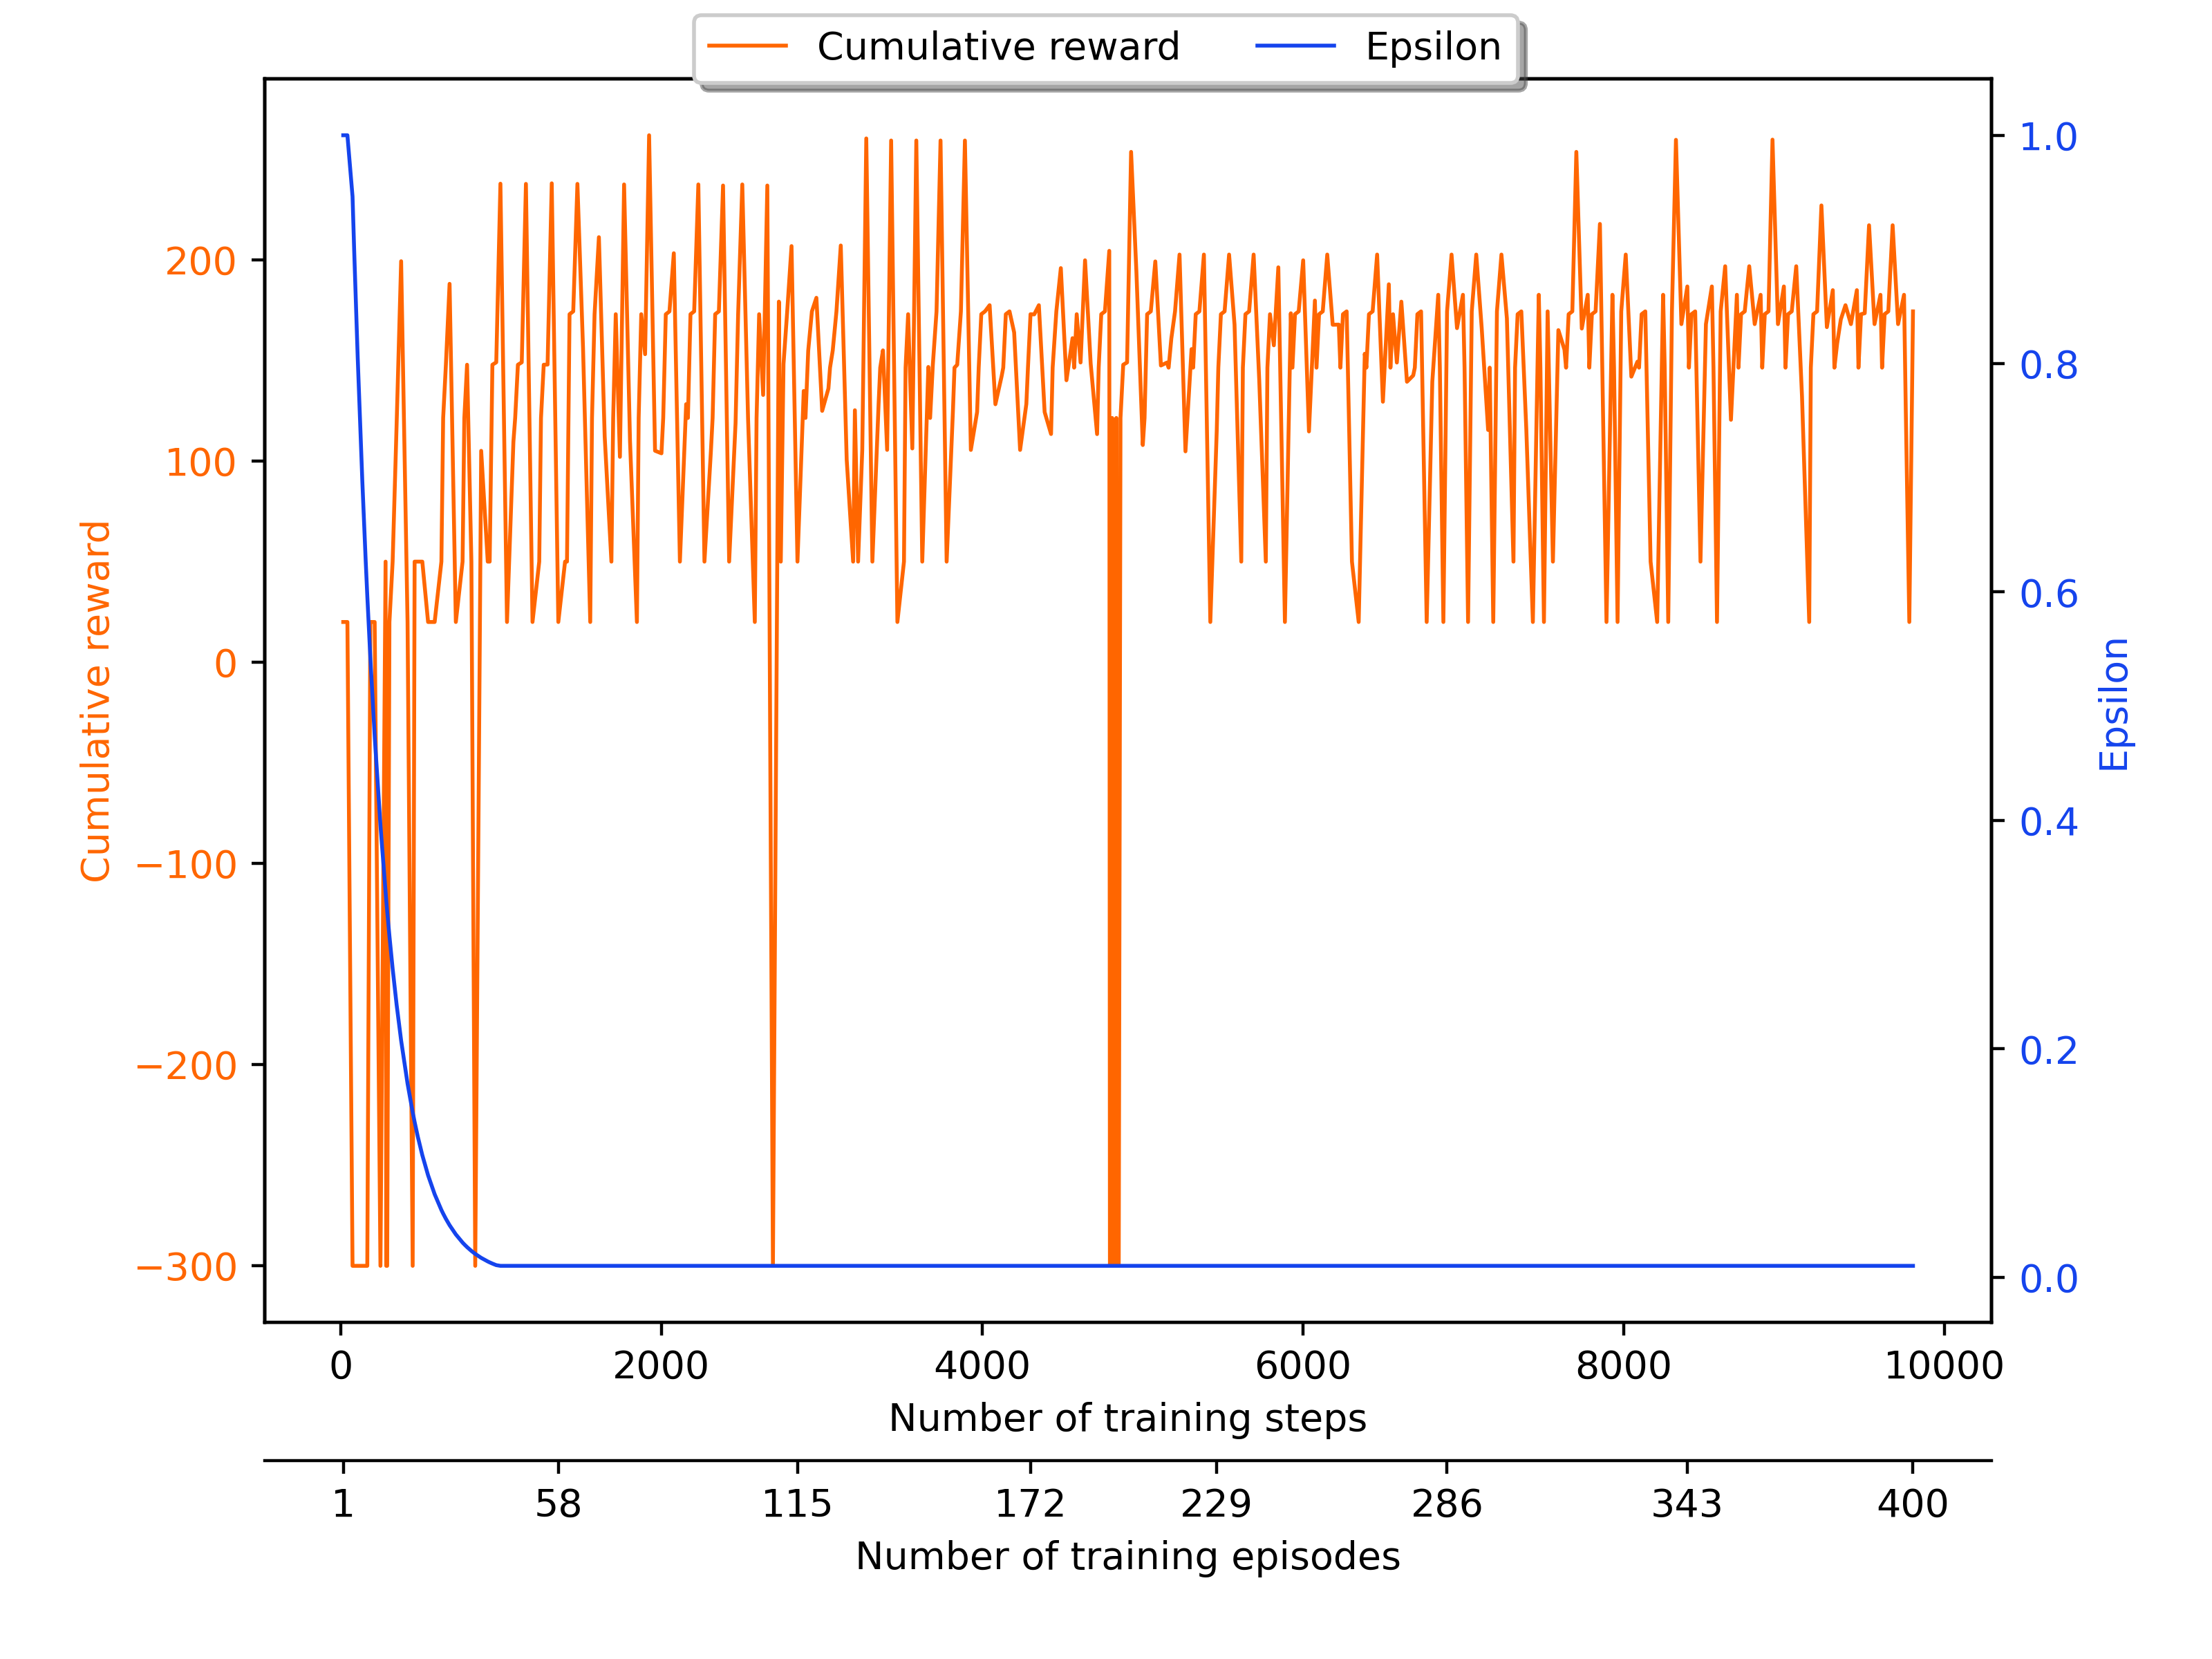 Cumulative reward Epsilon
200
100
0
−100
−200
−300
Cumulative reward
1.0
0.8
0.6
0.4
0.2
0.0
Epsilon
0 2000 4000 6000 8000 10000
Number of training steps
1 58 115 172 229 286 343 400
Number of training episodes